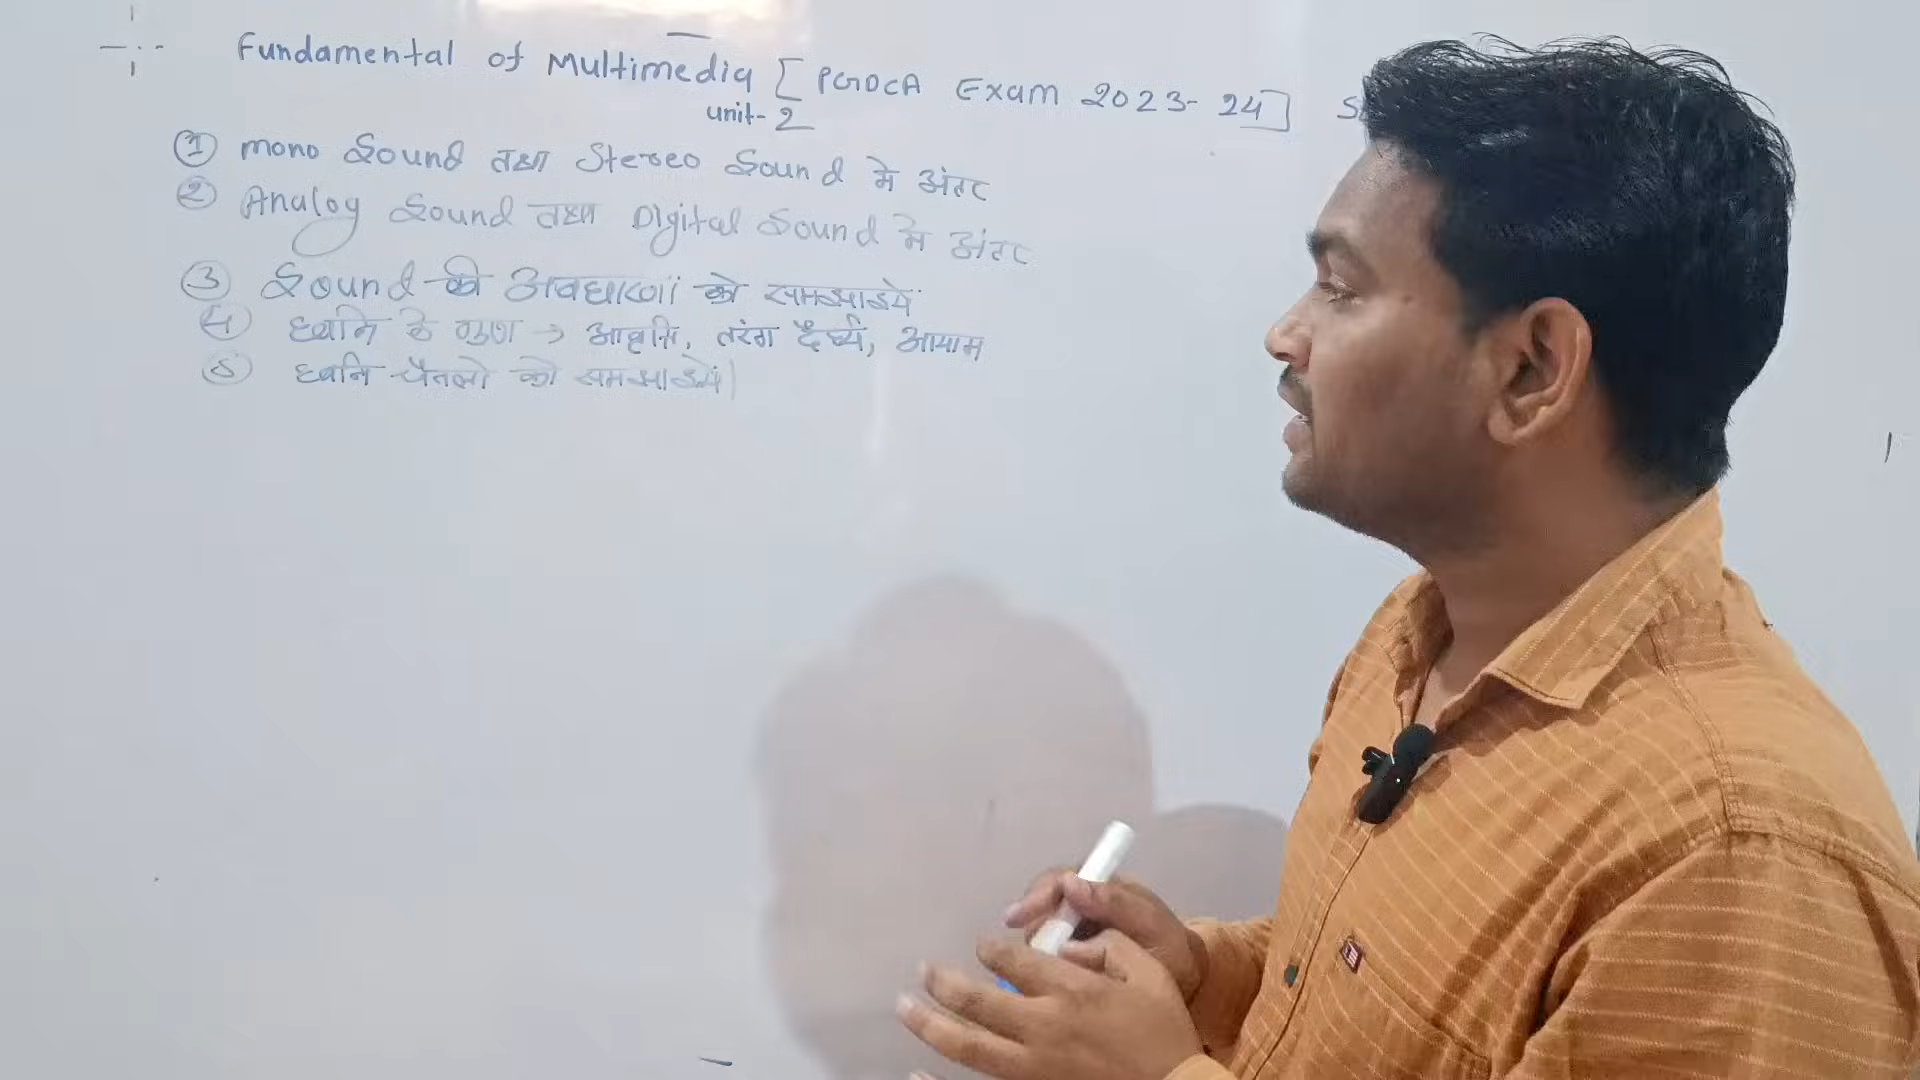 Fundamental of Multimedia [PGDCA Exam 2023-24]
unit-2
① mono Sound तथा Stereo Sound मे अंतर
② Analog Sound तथा Digital Sound मे अंतर
③ Sound की अवधारणा को समझाइये
④ ध्वनि के गुण → आवृत्ति, तरंग दैर्ध्य, आयाम
⑤ ध्वनि चैनलो को समझाइये|